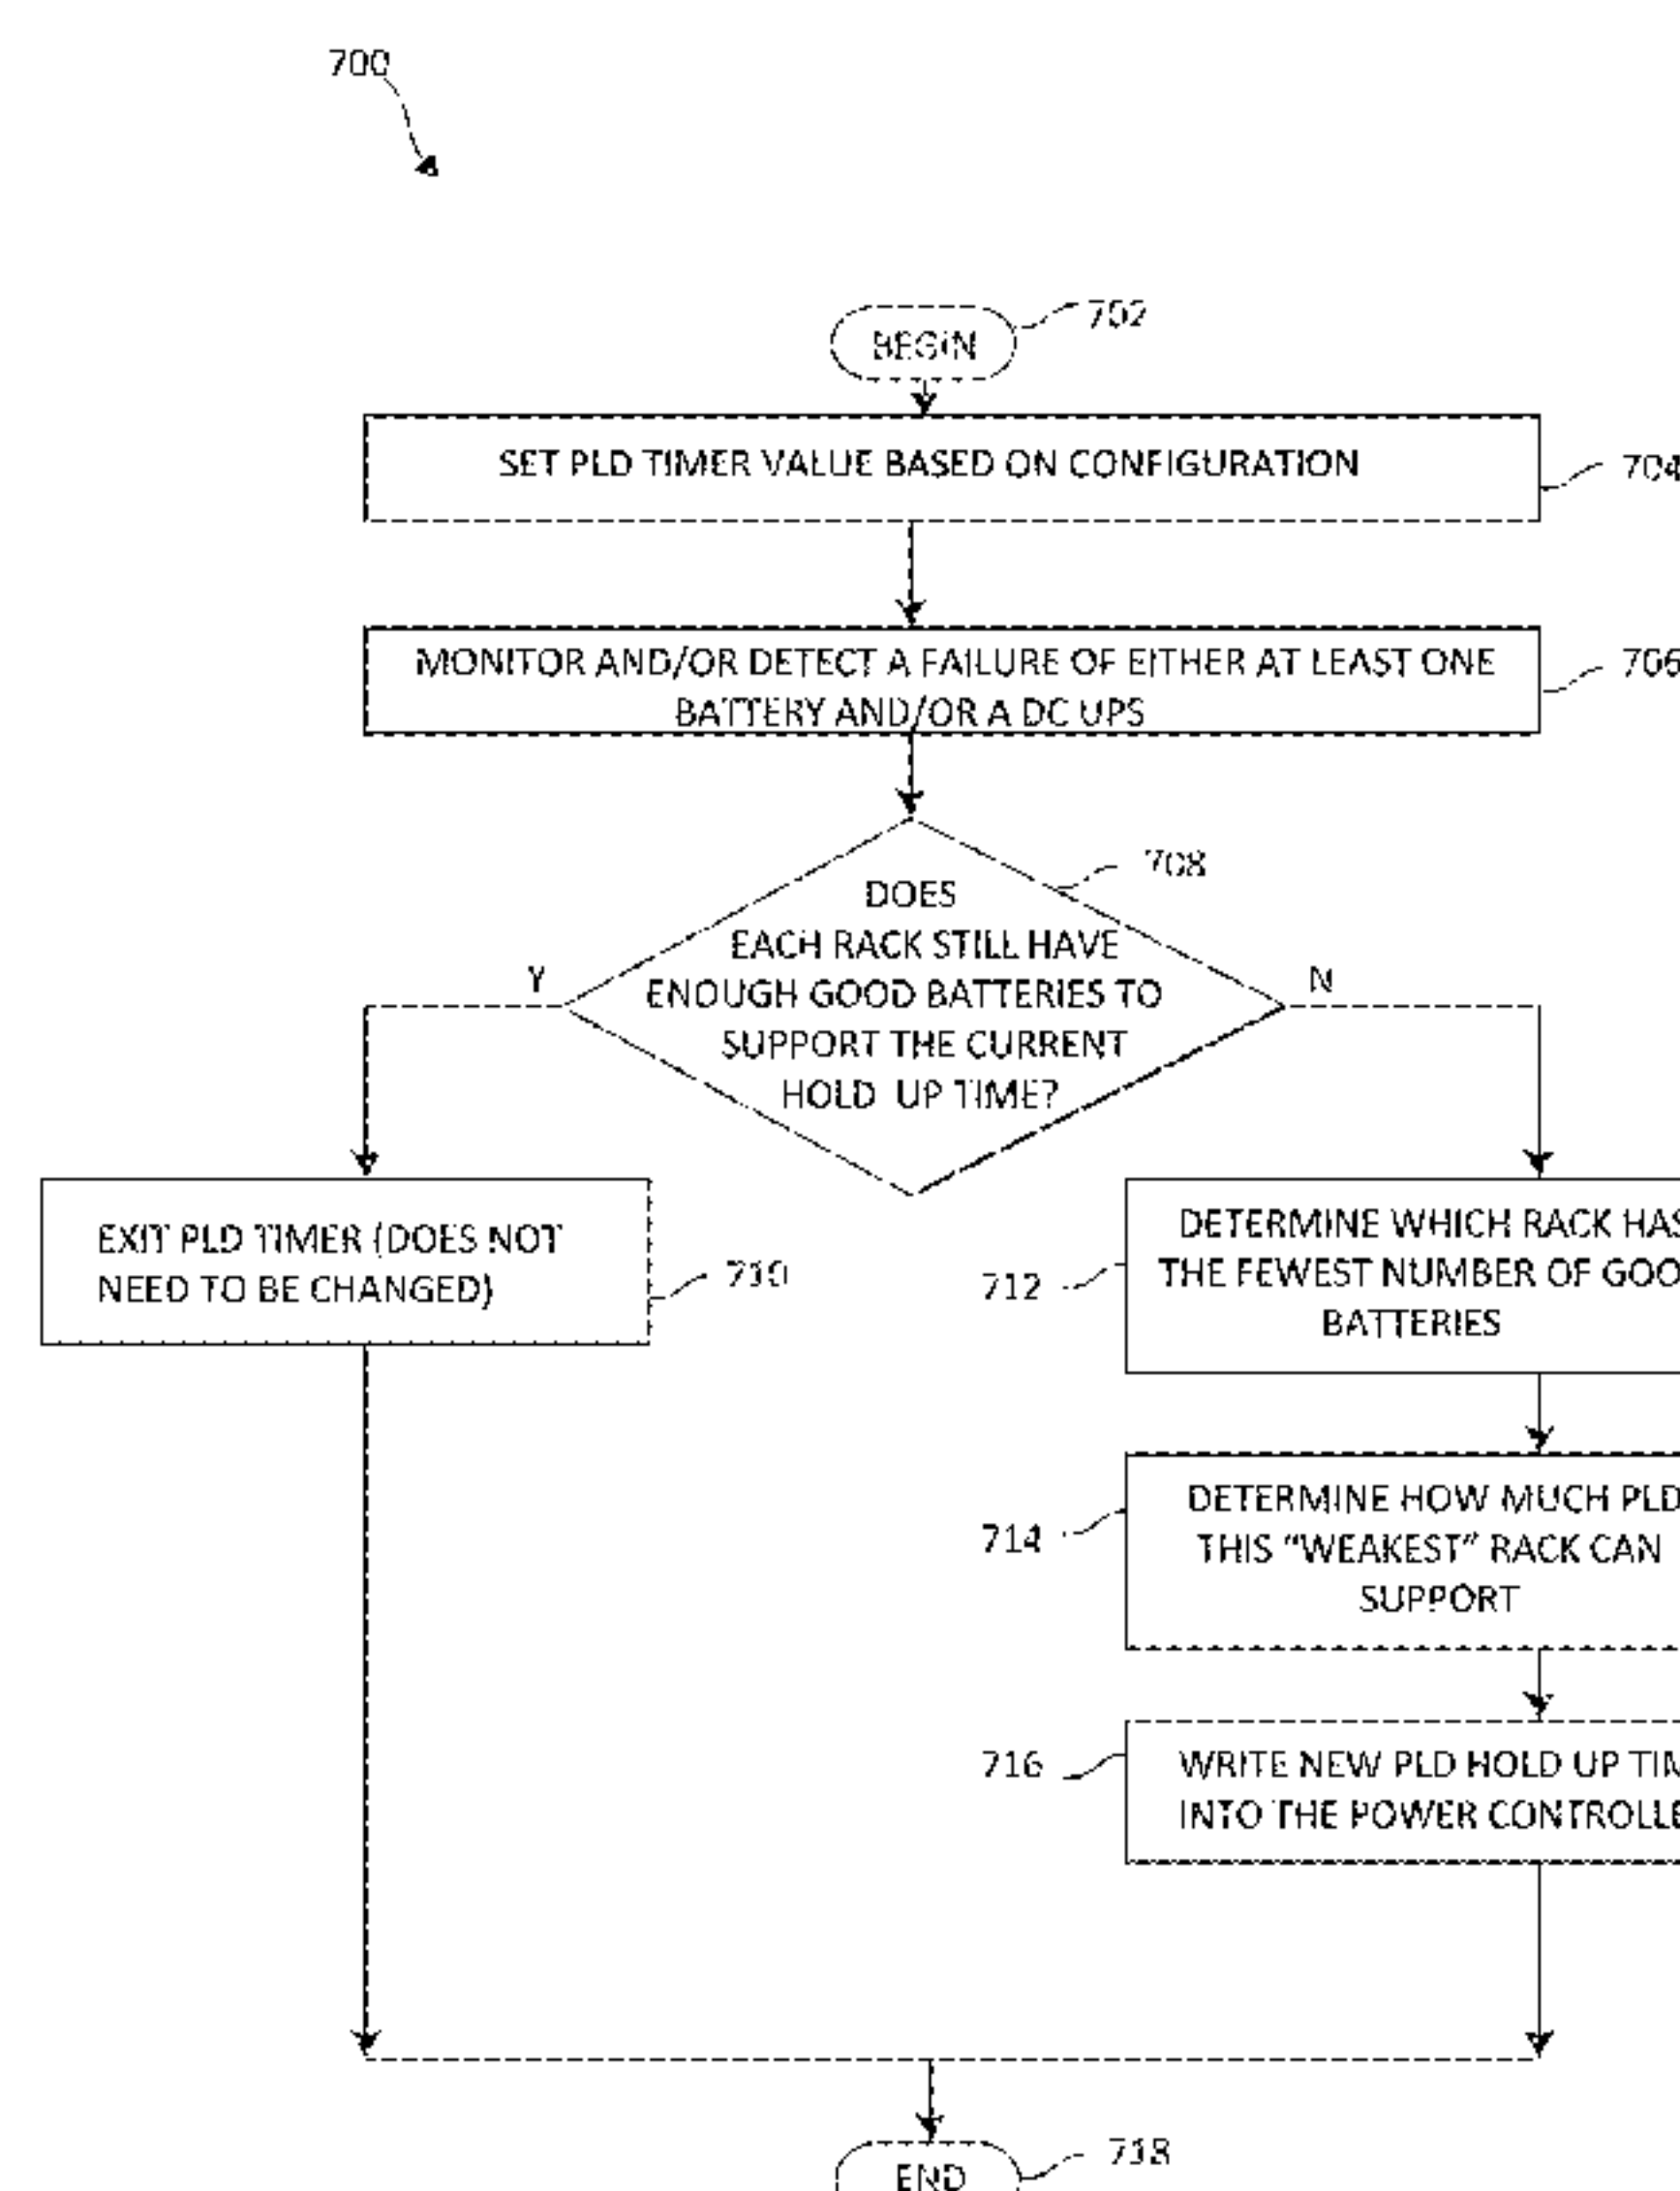 700
BEGIN
702
SET PLD TIMER VALUE BASED ON CONFIGURATION
704
MONITOR AND/OR DETECT A FAILURE OF EITHER AT LEAST ONE
BATTERY AND/OR A DC UPS
706
708
DOES
EACH RACK STILL HAVE
ENOUGH GOOD BATTERIES TO
SUPPORT THE CURRENT
HOLD UP TIME?
Y
N
EXIT PLD TIMER (DOES NOT
NEED TO BE CHANGED)
710
712
DETERMINE WHICH RACK HAS
THE FEWEST NUMBER OF
BATTERIES
714
DETERMINE HOW MUCH PLD
THIS "WEAKEST" RACK CAN
SUPPORT
716
WRITE NEW PLD HOLD UP
INTO THE POWER
END
718